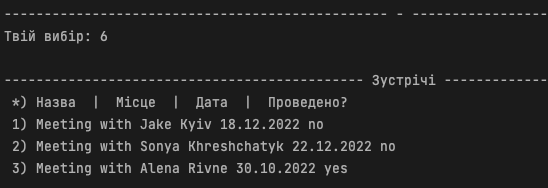 ------------------------------------------------ - ------------------
Твій вибір: 6
--------------------------------------------- Зустрічі -------------
*) Назва | Місце | Дата | Проведено?
1) Meeting with Jake Kyiv 18.12.2022 no
2) Meeting with Sonya Khreshchatyk 22.12.2022 no
3) Meeting with Alena Rivne 30.10.2022 yes